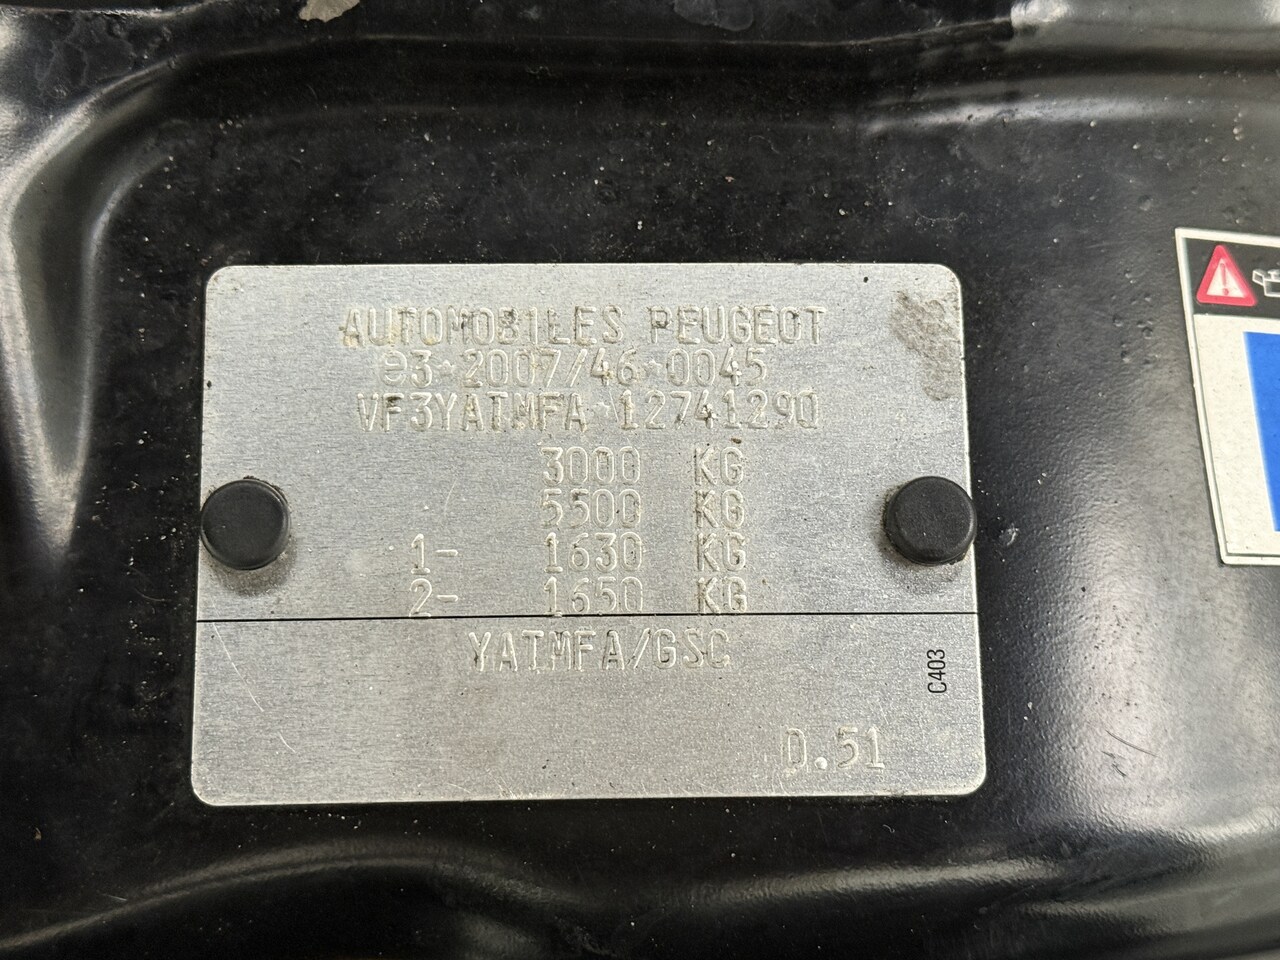 AUTOMOBILES PEUGEOT
e3*2007/46*0045
VF3YATMFA*12741290
3000 KG
5500 KG
1- 1630 KG
2- 1650 KG
YATMFA/GSC
C403
D.51